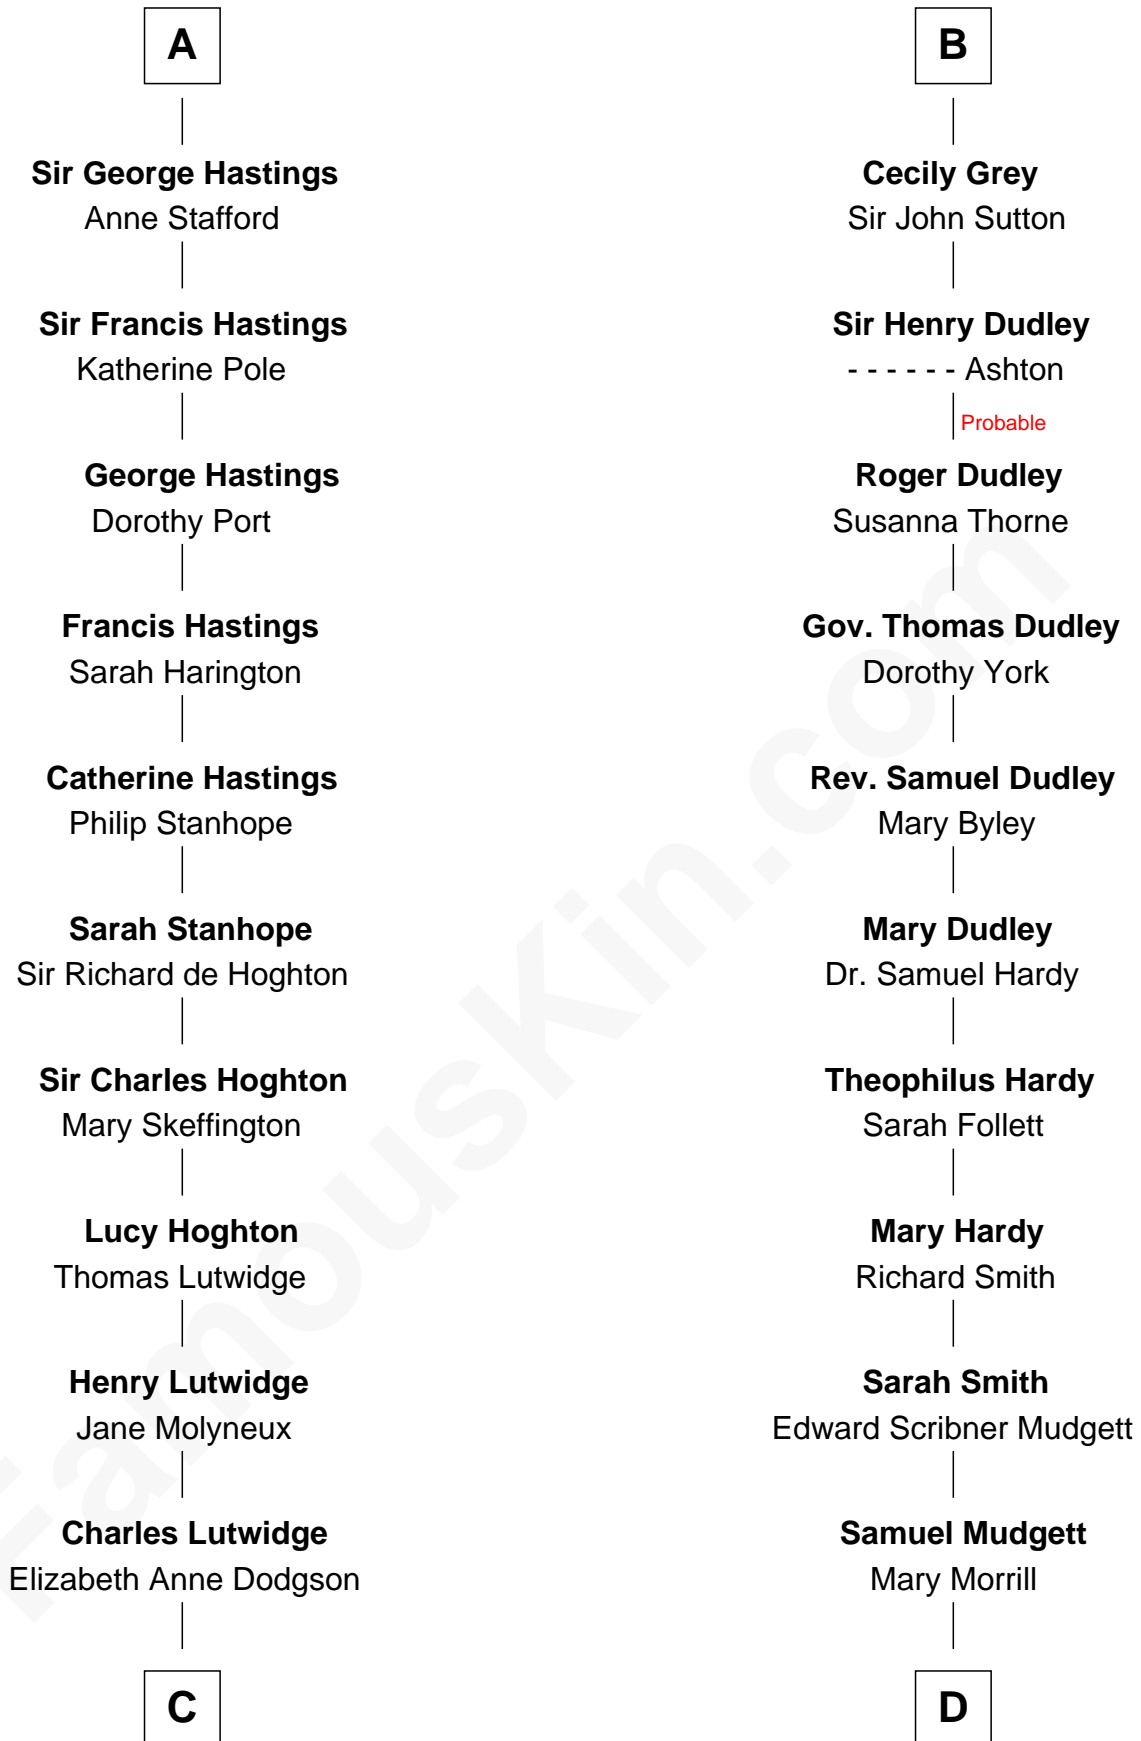 A
Sir George Hastings
Anne Stafford
Sir Francis Hastings
Katherine Pole
George Hastings
Dorothy Port
Francis Hastings
Sarah Harington
Catherine Hastings
Philip Stanhope
Sarah Stanhope
Sir Richard de Hoghton
Sir Charles Hoghton
Mary Skeffington
Lucy Hoghton
Thomas Lutwidge
Henry Lutwidge
Jane Molyneux
Charles Lutwidge
Elizabeth Anne Dodgson
C
B
Cecily Grey
Sir John Sutton
Sir Henry Dudley
- - - - - - Ashton
Probable
Roger Dudley
Susanna Thorne
Gov. Thomas Dudley
Dorothy York
Rev. Samuel Dudley
Mary Byley
Mary Dudley
Dr. Samuel Hardy
Theophilus Hardy
Sarah Follett
Mary Hardy
Richard Smith
Sarah Smith
Edward Scribner Mudgett
Samuel Mudgett
Mary Morrill
D
FamousKin.com